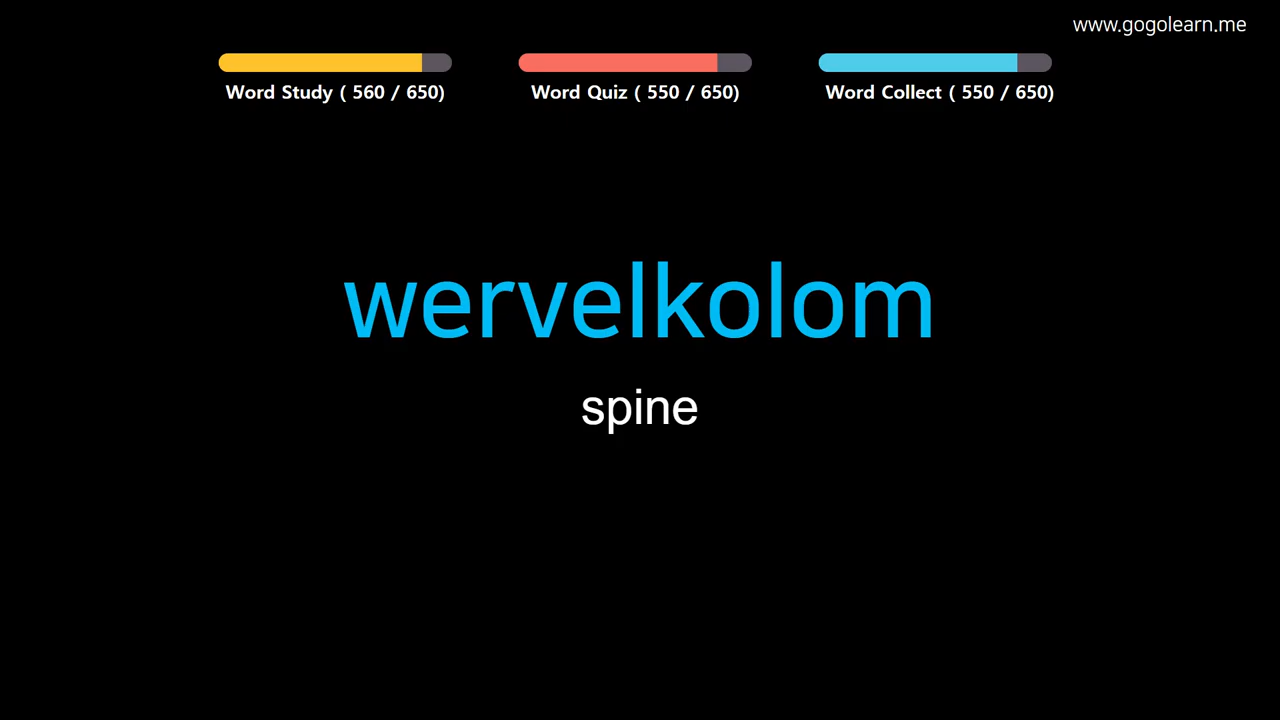 www.gogolearn.me
Word Study ( 560 / 650)
Word Quiz ( 550 / 650)
Word Collect ( 550 / 650)
wervelkolom
spine